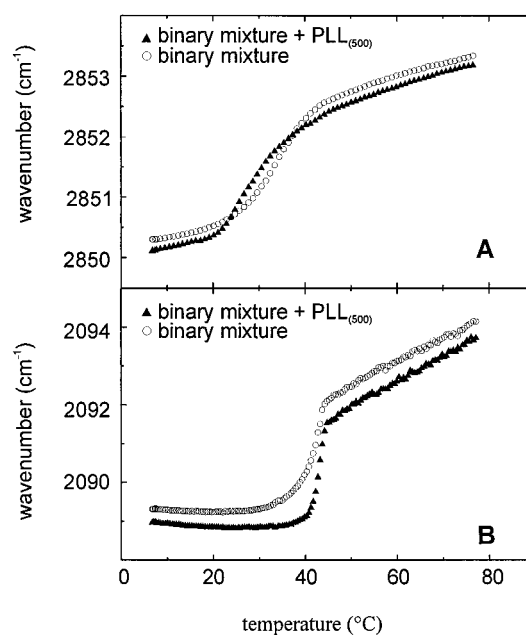 ▲ binary mixture + PLL(500)
○ binary mixture
2853
2852
2851
2850
wavenumber (cm-1)
A
▲ binary mixture + PLL(500)
○ binary mixture
2094
2092
2090
wavenumber (cm-1)
B
0 20 40 60 80
temperature (°C)